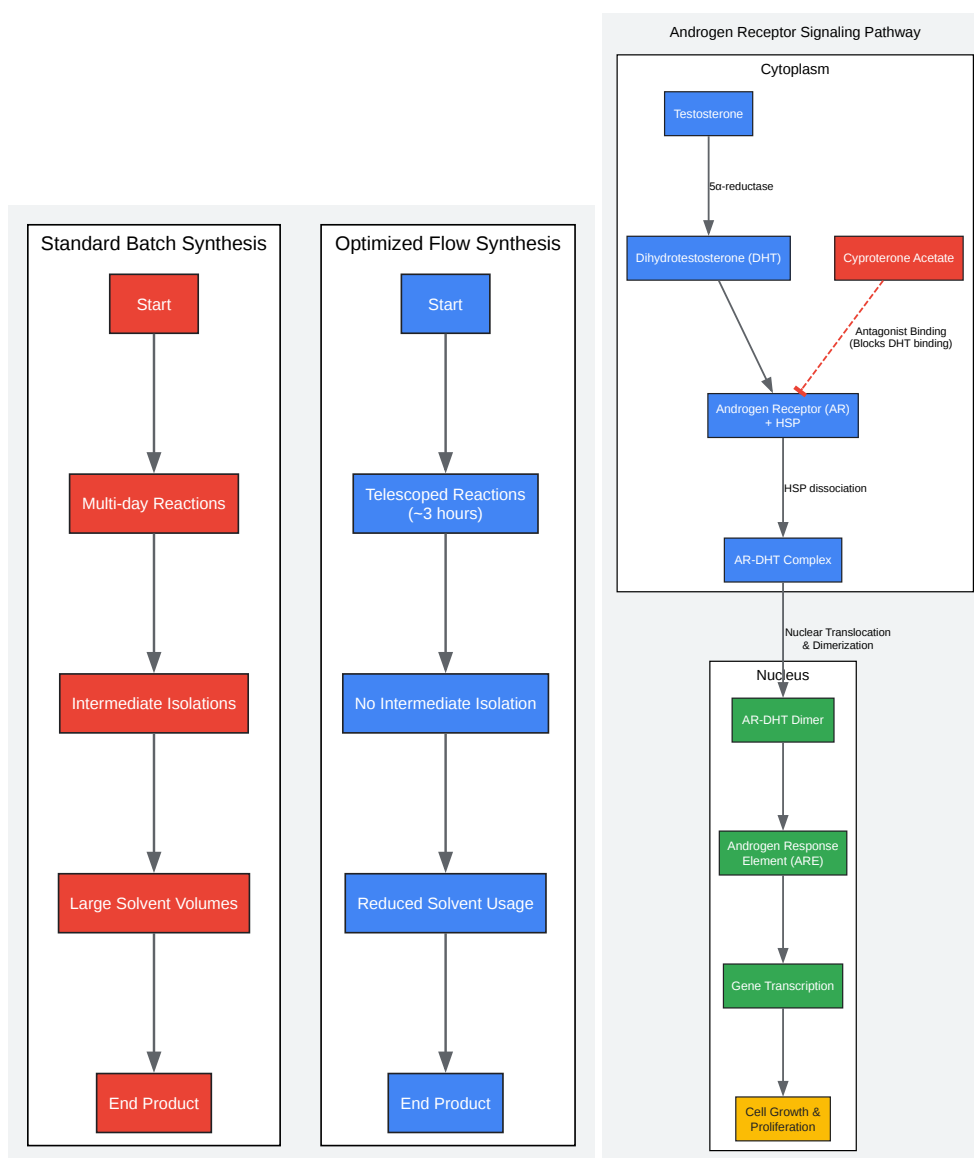 Standard Batch Synthesis
Start
Multi-day Reactions
Intermediate Isolations
Large Solvent Volumes
End Product
Optimized Flow Synthesis
Start
Telescoped Reactions
(~3 hours)
No Intermediate Isolation
Reduced Solvent Usage
End Product
Androgen Receptor Signaling Pathway
Cytoplasm
Testosterone
5α-reductase
Dihydrotestosterone (DHT)
Cyproterone Acetate
Antagonist Binding
(Blocks DHT binding)
Androgen Receptor (AR)
+ HSP
HSP dissociation
AR-DHT Complex
Nuclear Translocation
& Dimerization
Nucleus
AR-DHT Dimer
Androgen Response
Element (ARE)
Gene Transcription
Cell Growth &
Proliferation